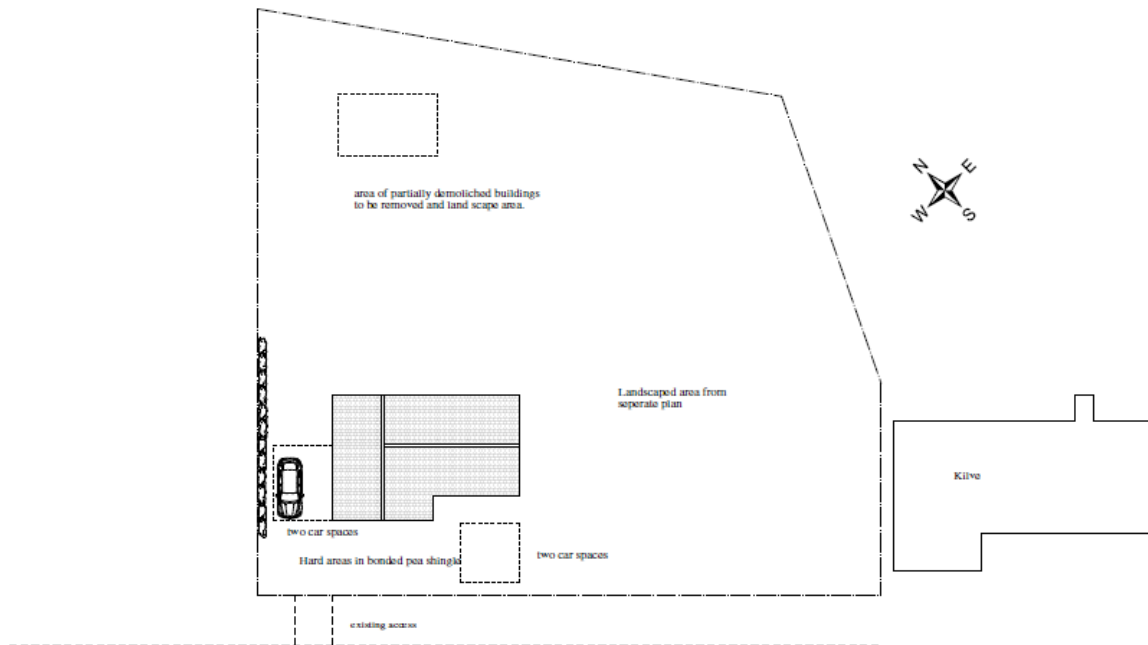 area of partially demoliched buildings
to be removed and land scape area.
N
E
W
S
Landscaped area from
seperate plan
Kilve
two car spaces
Hard areas in bonded pea shingle
two car spaces
existing access